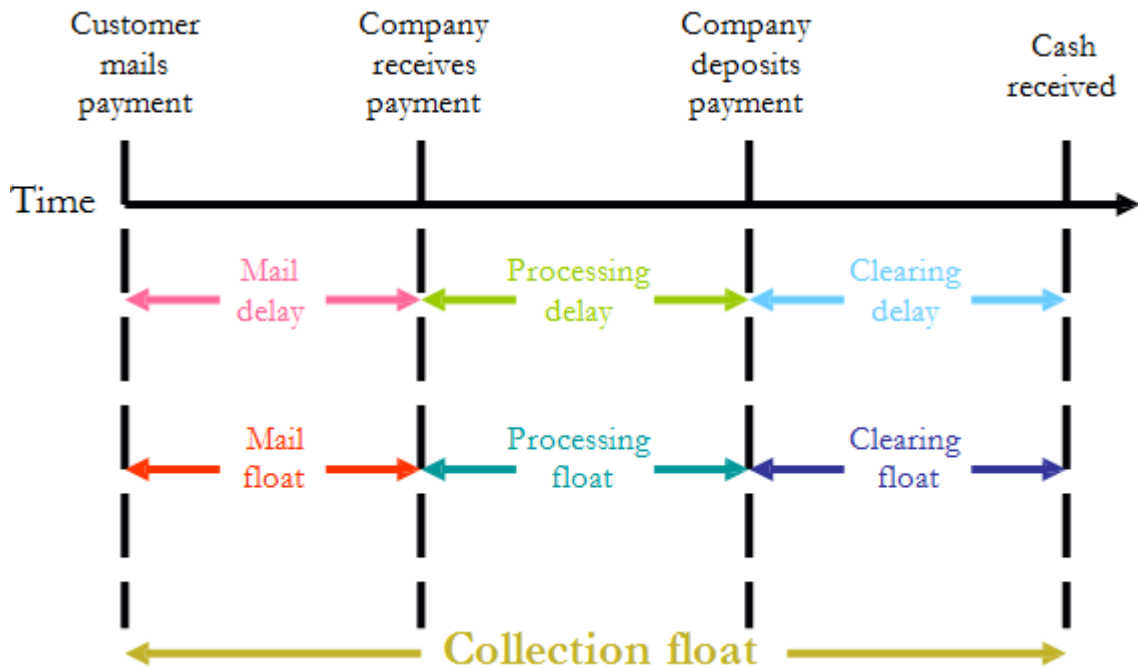 Customer
mails
payment
Company
receives
payment
Company
deposits
payment
Cash
received
Time
Mail
delay
Processing
delay
Clearing
delay
Mail
float
Processing
float
Clearing
float
Collection float